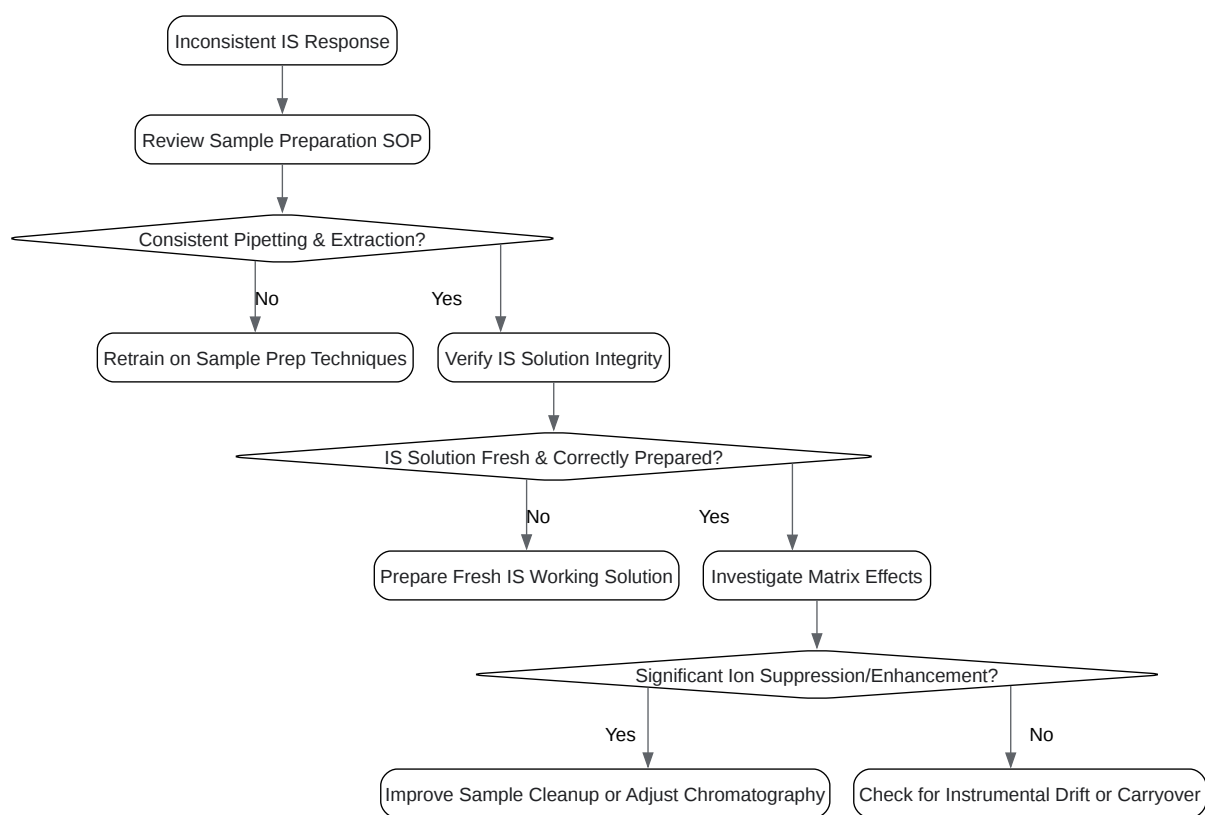 Inconsistent IS Response
Review Sample Preparation SOP
Consistent Pipetting & Extraction?
No
Yes
Retrain on Sample Prep Techniques
Verify IS Solution Integrity
IS Solution Fresh & Correctly Prepared?
No
Yes
Prepare Fresh IS Working Solution
Investigate Matrix Effects
Significant Ion Suppression/Enhancement?
Yes
No
Improve Sample Cleanup or Adjust Chromatography
Check for Instrumental Drift or Carryover